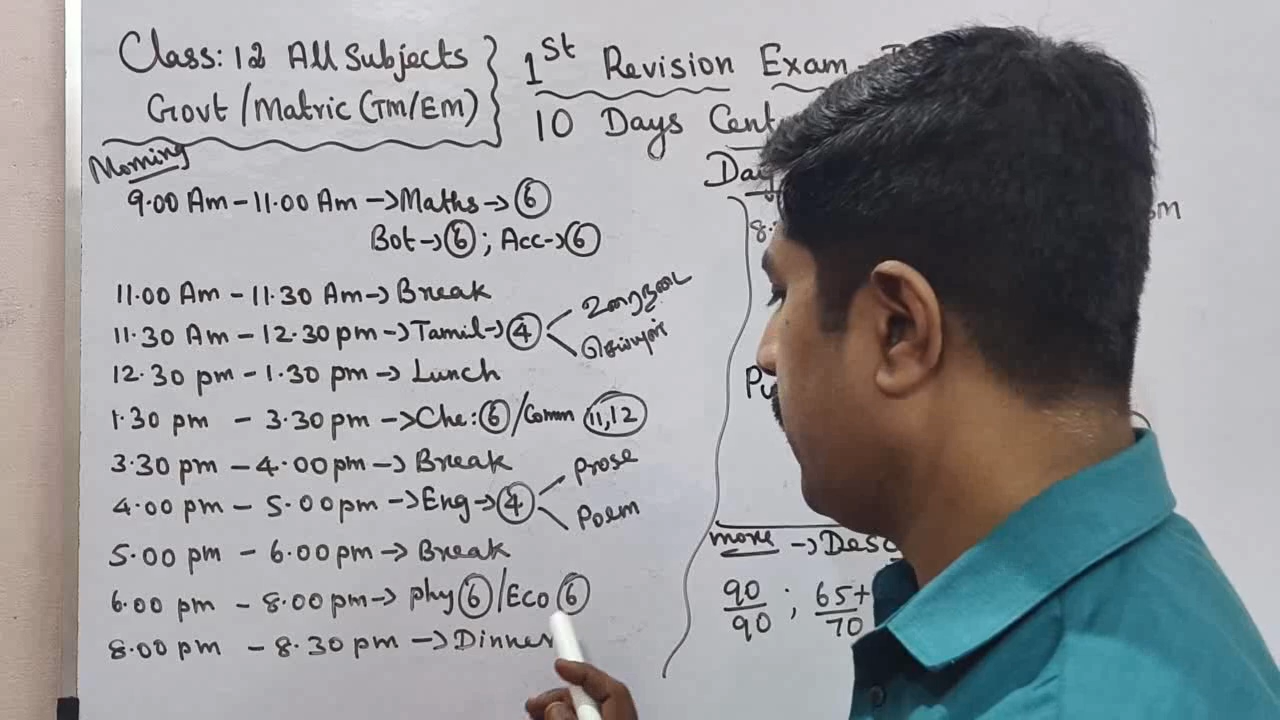 Class: 12 All Subjects
Govt / Matric (TM/EM)
1st Revision Exam
10 Days
Morning
9.00 Am - 11.00 Am → Maths → 6
Bot → 6 ; Acc → 6
11.00 Am - 11.30 Am → Break
11.30 Am - 12.30 pm → Tamil → 4
உரைநடை
செய்யுள்
12.30 pm - 1.30 pm → Lunch
1.30 pm - 3.30 pm → Che: 6 / Comm 11,12
3.30 pm - 4.00 pm → Break
4.00 pm - 5.00 pm → Eng → 4
Prose
Poem
5.00 pm - 6.00 pm → Break
6.00 pm - 8.00 pm → phy 6 / Eco 6
8.00 pm - 8.30 pm → Dinner
more →
90/90 ; 65+/70